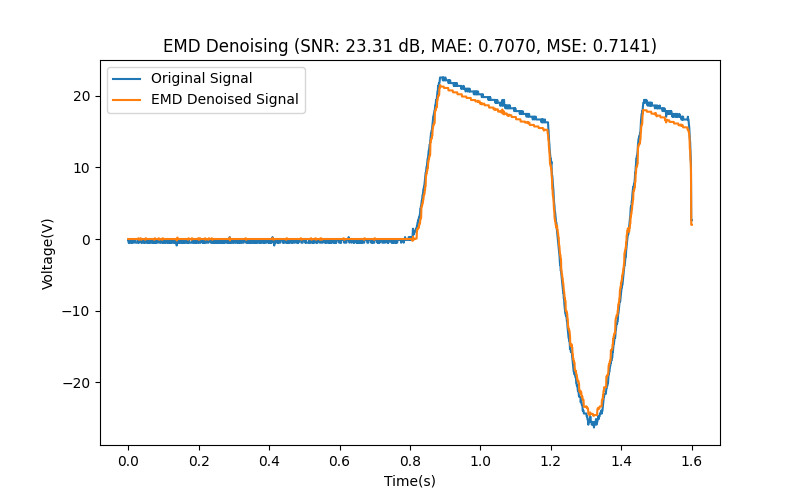 EMD Denoising (SNR: 23.31 dB, MAE: 0.7070, MSE: 0.7141)
Original Signal
EMD Denoised Signal
20
10
0
−10
−20
Voltage(V)
0.0 0.2 0.4 0.6 0.8 1.0 1.2 1.4 1.6
Time(s)